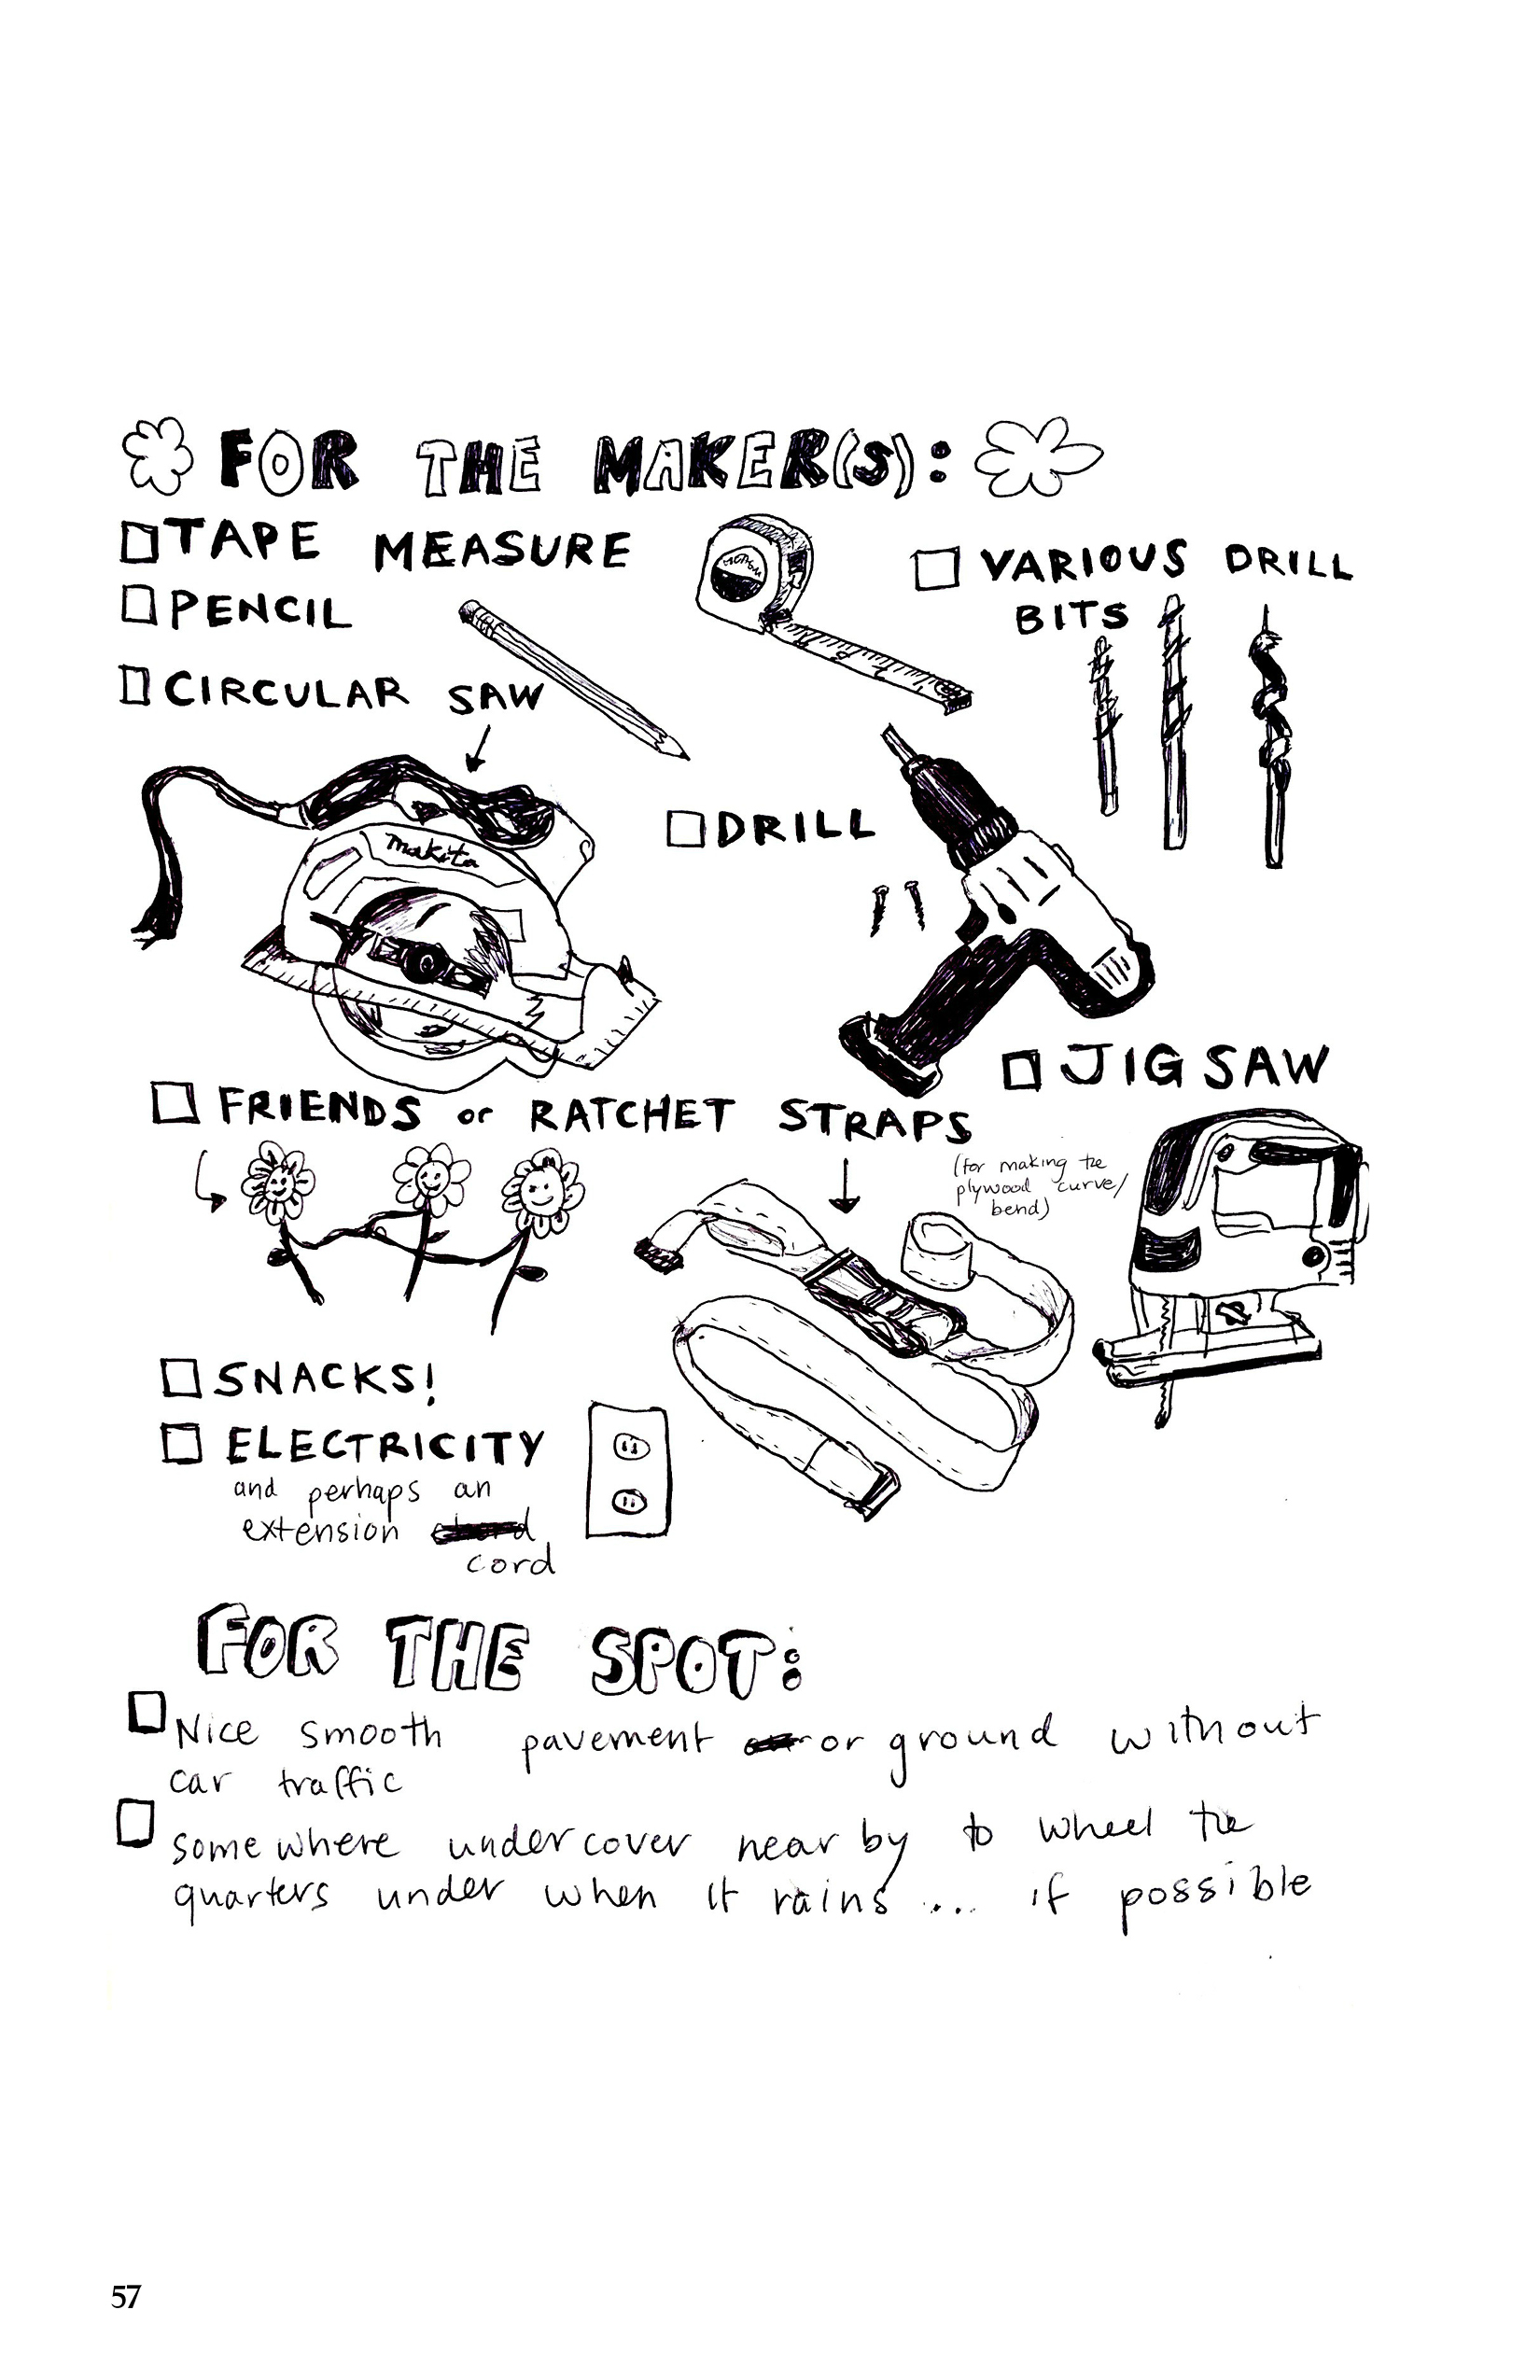 FOR THE MAKER(S):
TAPE MEASURE
PENCIL
CIRCULAR SAW
makita
VARIOUS DRILL
BITS
DRILL
JIGSAW
FRIENDS or RATCHET STRAPS
(for making the
plywood curve/
bend)
SNACKS!
ELECTRICITY
and perhaps an
extension
cord
FOR THE SPOT:
Nice smooth pavement or ground without
car traffic
somewhere undercover near by to wheel the
quarters under when it rains ... if possible
57